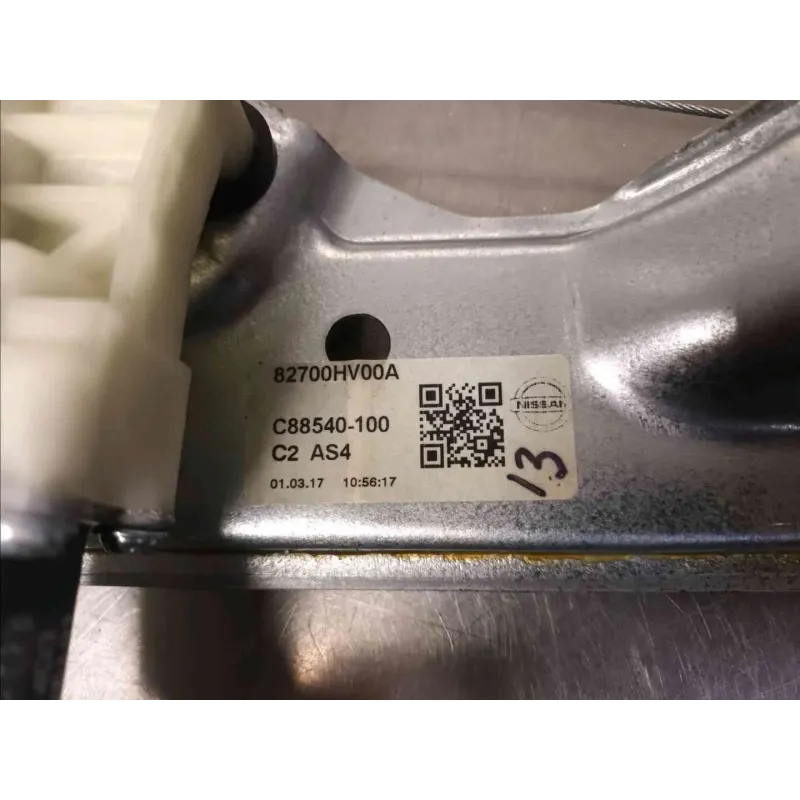 82700HV00A
C88540-100
C2 AS4
01.03.17 10:56:17
NISSAN
13